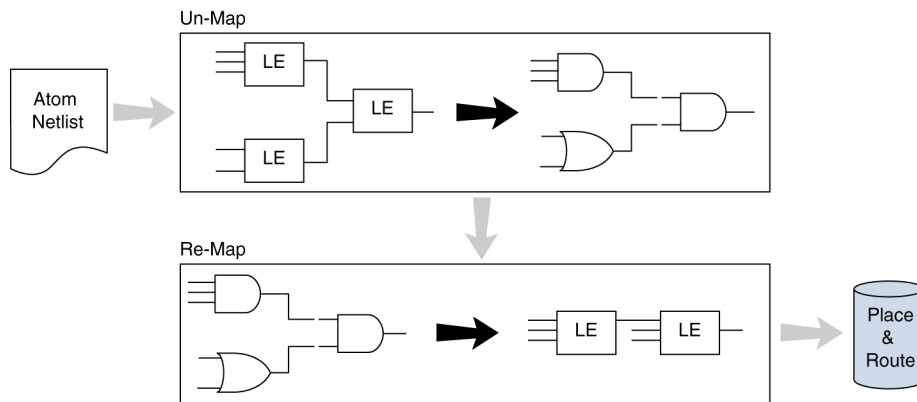 Un-Map
LE
LE
LE
Atom
Netlist
Re-Map
LE
LE
Place
&
Route